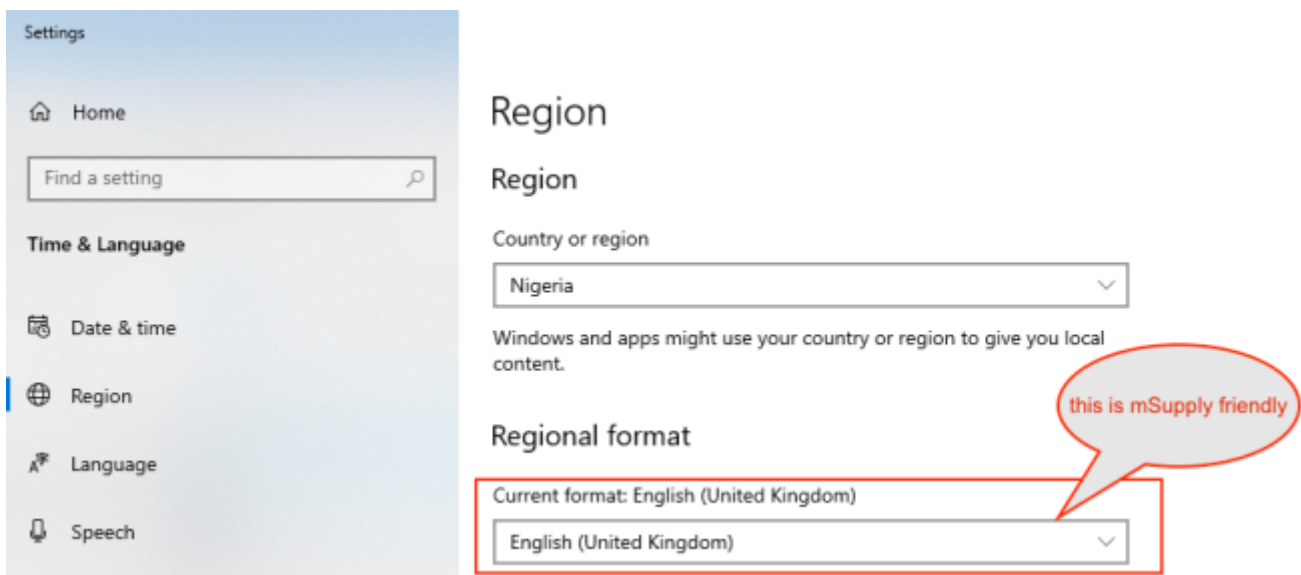 Settings
Home
Find a setting
Time & Language
Date & time
Region
Language
Speech
Region
Region
Country or region
Nigeria
Windows and apps might use your country or region to give you local
content.
this is mSupply friendly
Regional format
Current format: English (United Kingdom)
English (United Kingdom)